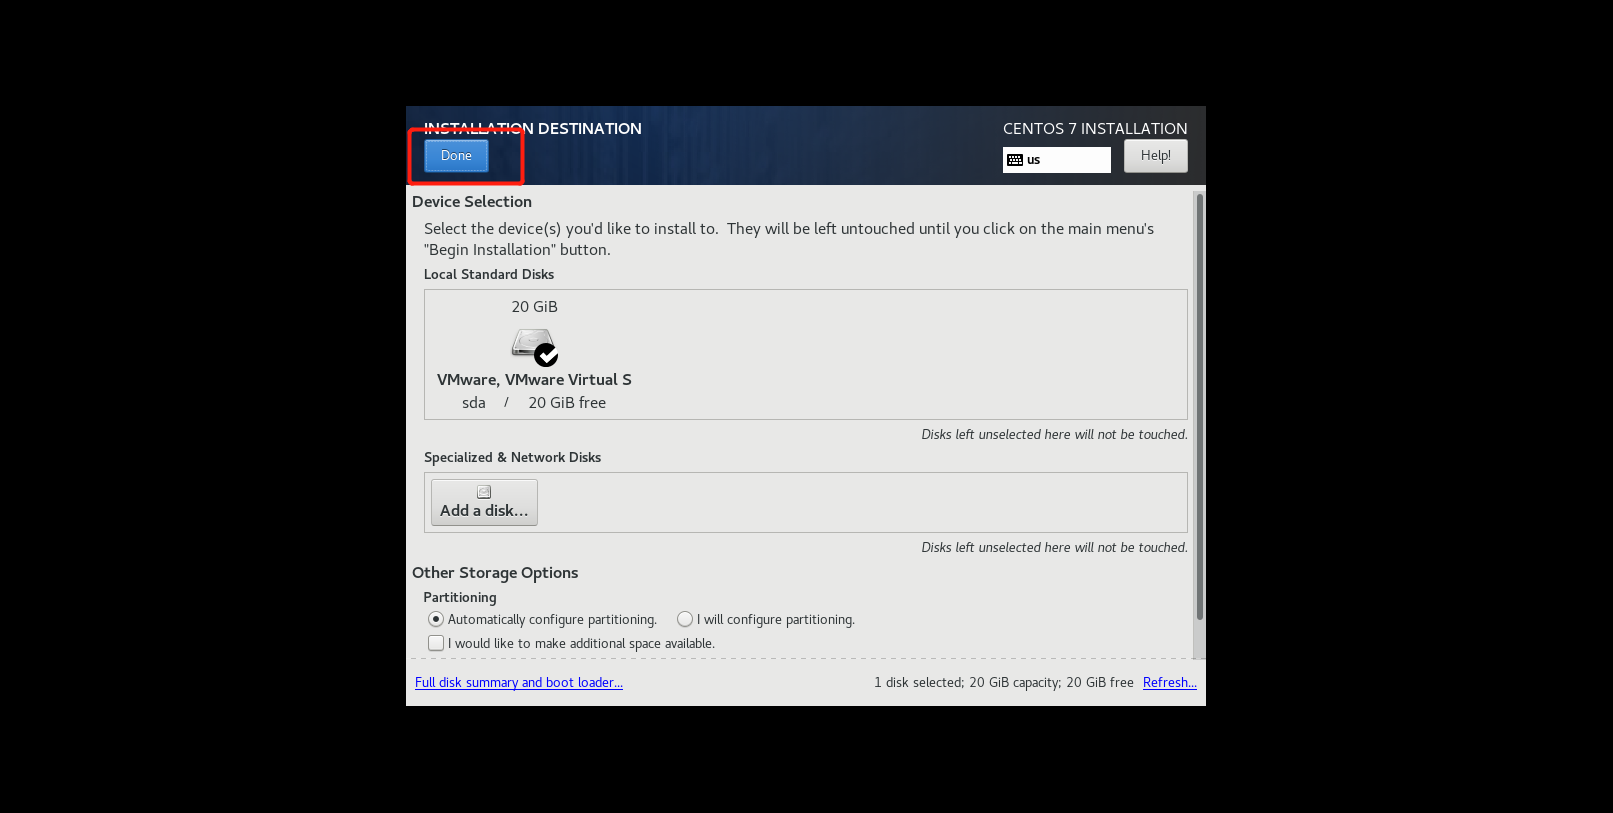 INSTALLATION DESTINATION
CENTOS 7 INSTALLATION
Done
us
Help!
Device Selection
Select the device(s) you'd like to install to.  They will be left untouched until you click on the main menu's
"Begin Installation" button.
Local Standard Disks
20 GiB
VMware, VMware Virtual S
sda / 20 GiB free
Disks left unselected here will not be touched.
Specialized & Network Disks
Add a disk...
Disks left unselected here will not be touched.
Other Storage Options
Partitioning
Automatically configure partitioning. I will configure partitioning.
I would like to make additional space available.
Full disk summary and boot loader... 1 disk selected; 20 GiB capacity; 20 GiB free Refresh...